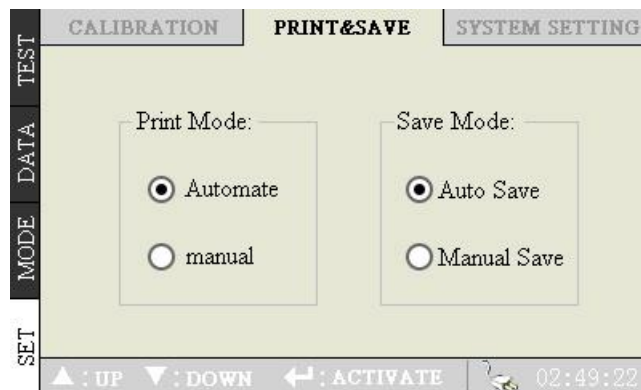 CALIBRATION PRINT&SAVE SYSTEM SETTING
TEST
DATA
MODE
SET
Print Mode:
Automate
manual
Save Mode:
Auto Save
Manual Save
▲:UP ▼:DOWN ↵:ACTIVATE 02:49:22